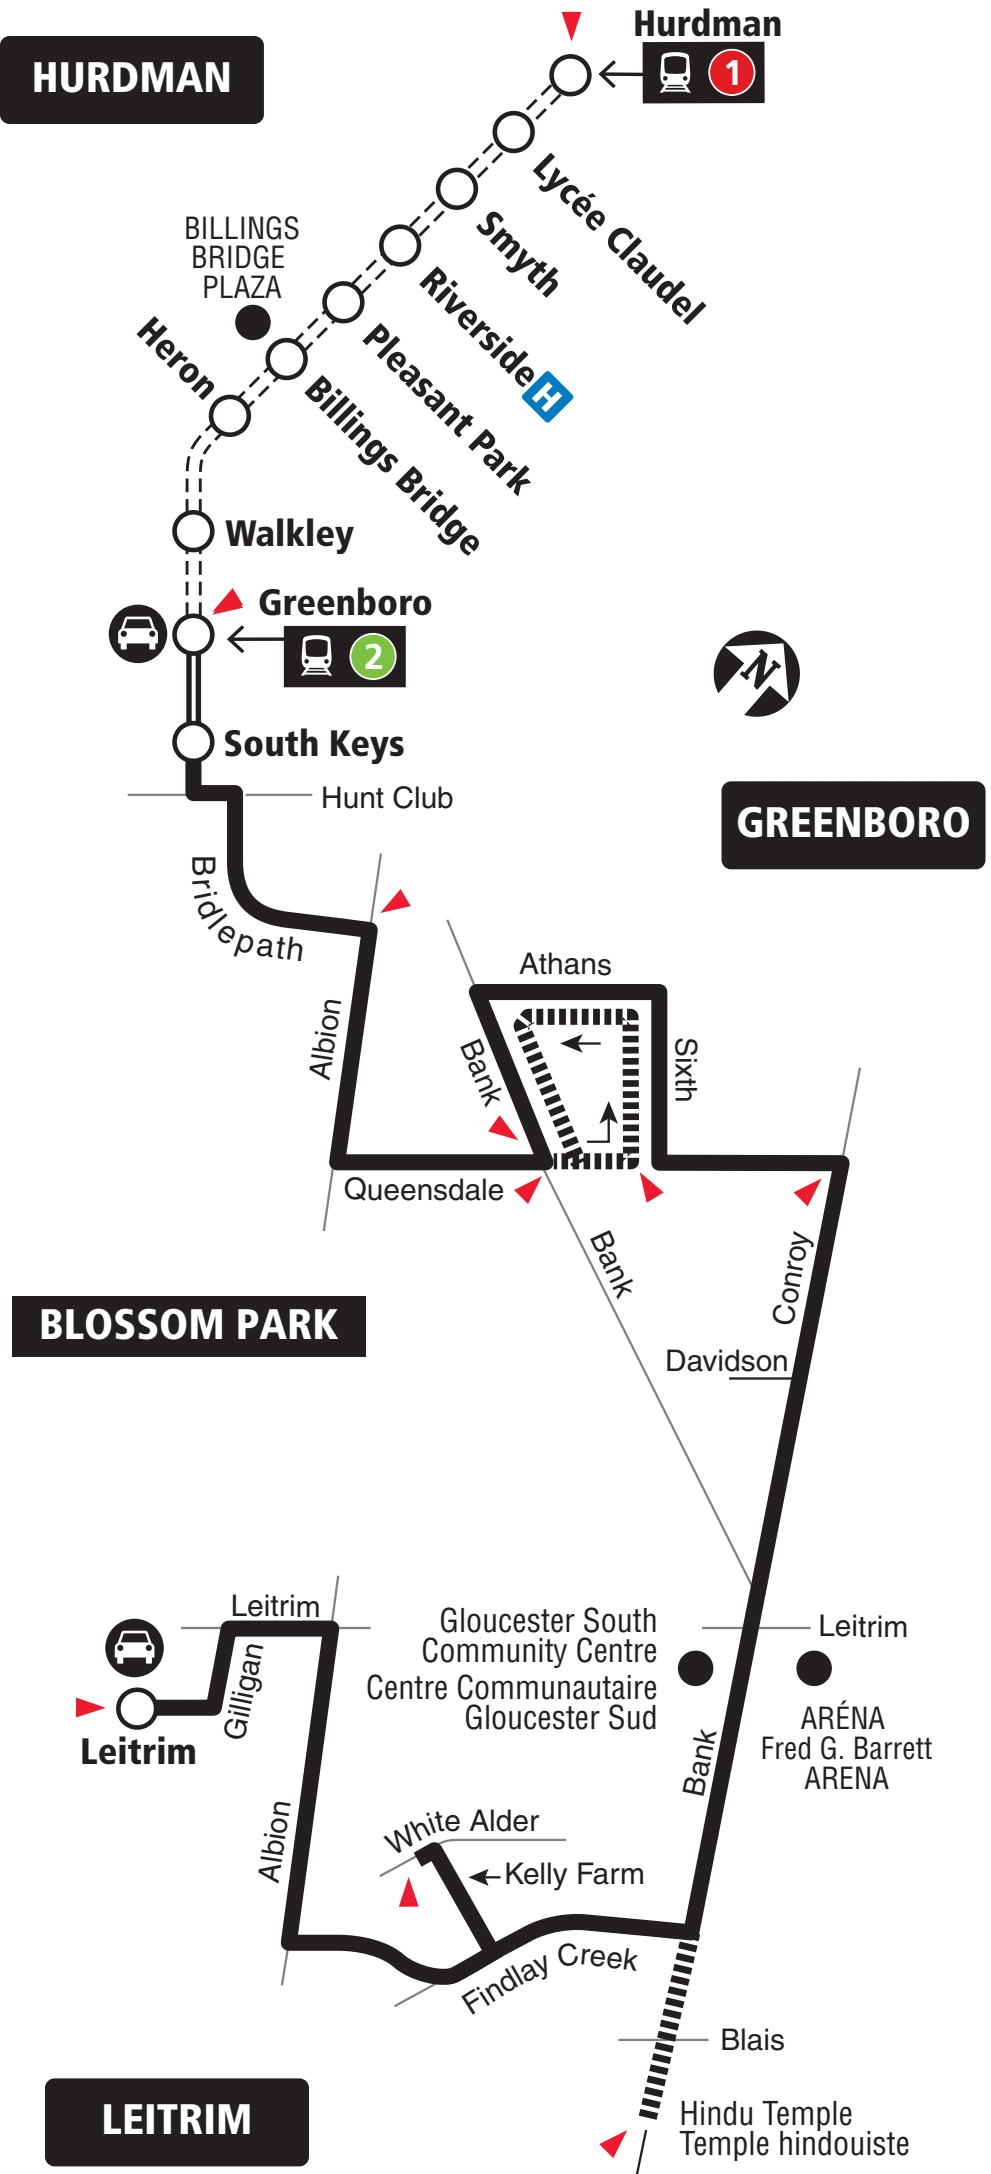 Hurdman
1
HURDMAN
Lycée Claudel
Smyth
BILLINGS
BRIDGE
PLAZA
Riverside
H
Pleasant Park
Heron
Billings Bridge
Walkley
Greenboro
2
N
South Keys
Hunt Club
GREENBORO
Bridlepath
Athans
Albion
Bank
Sixth
Queensdale
Bank
Conroy
BLOSSOM PARK
Davidson
Leitrim
Gloucester South
Community Centre
Centre Communautaire
Gloucester Sud
Leitrim
Gilligan
Leitrim
ARÉNA
Fred G. Barrett
ARENA
Bank
Albion
White Alder
Kelly Farm
Findlay Creek
Blais
LEITRIM
Hindu Temple
Temple hindouiste